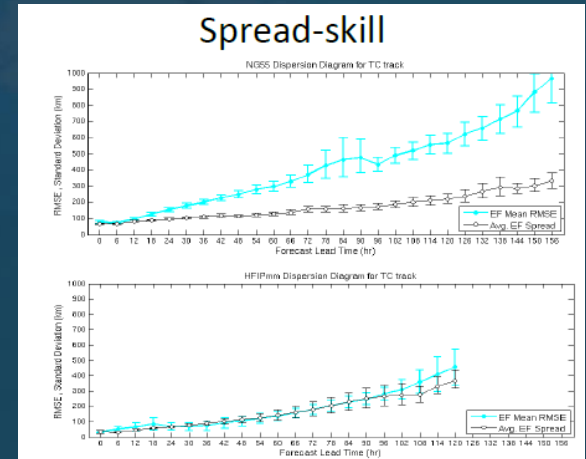 Spread-skill
NG55 Dispersion Diagram for TC track
RMSE , Standard Deviation (km)
1000
900
800
700
600
500
400
300
200
100
0
0 6 12 18 24 30 36 42 48 54 60 66 72 78 84 90 96 102 108 114 120 126 132 138 144 150 156
Forecast Lead Time (hr)
EF Mean RMSE
Avg. EF Spread
HFIPmm Dispersion Diagram for TC track
RMSE , Standard Deviation (km)
1000
900
800
700
600
500
400
300
200
100
0
0 6 12 18 24 30 36 42 48 54 60 66 72 78 84 90 96 102 108 114 120 126 132 138 144 150 156
Forecast Lead Time (hr)
EF Mean RMSE
Avg. EF Spread